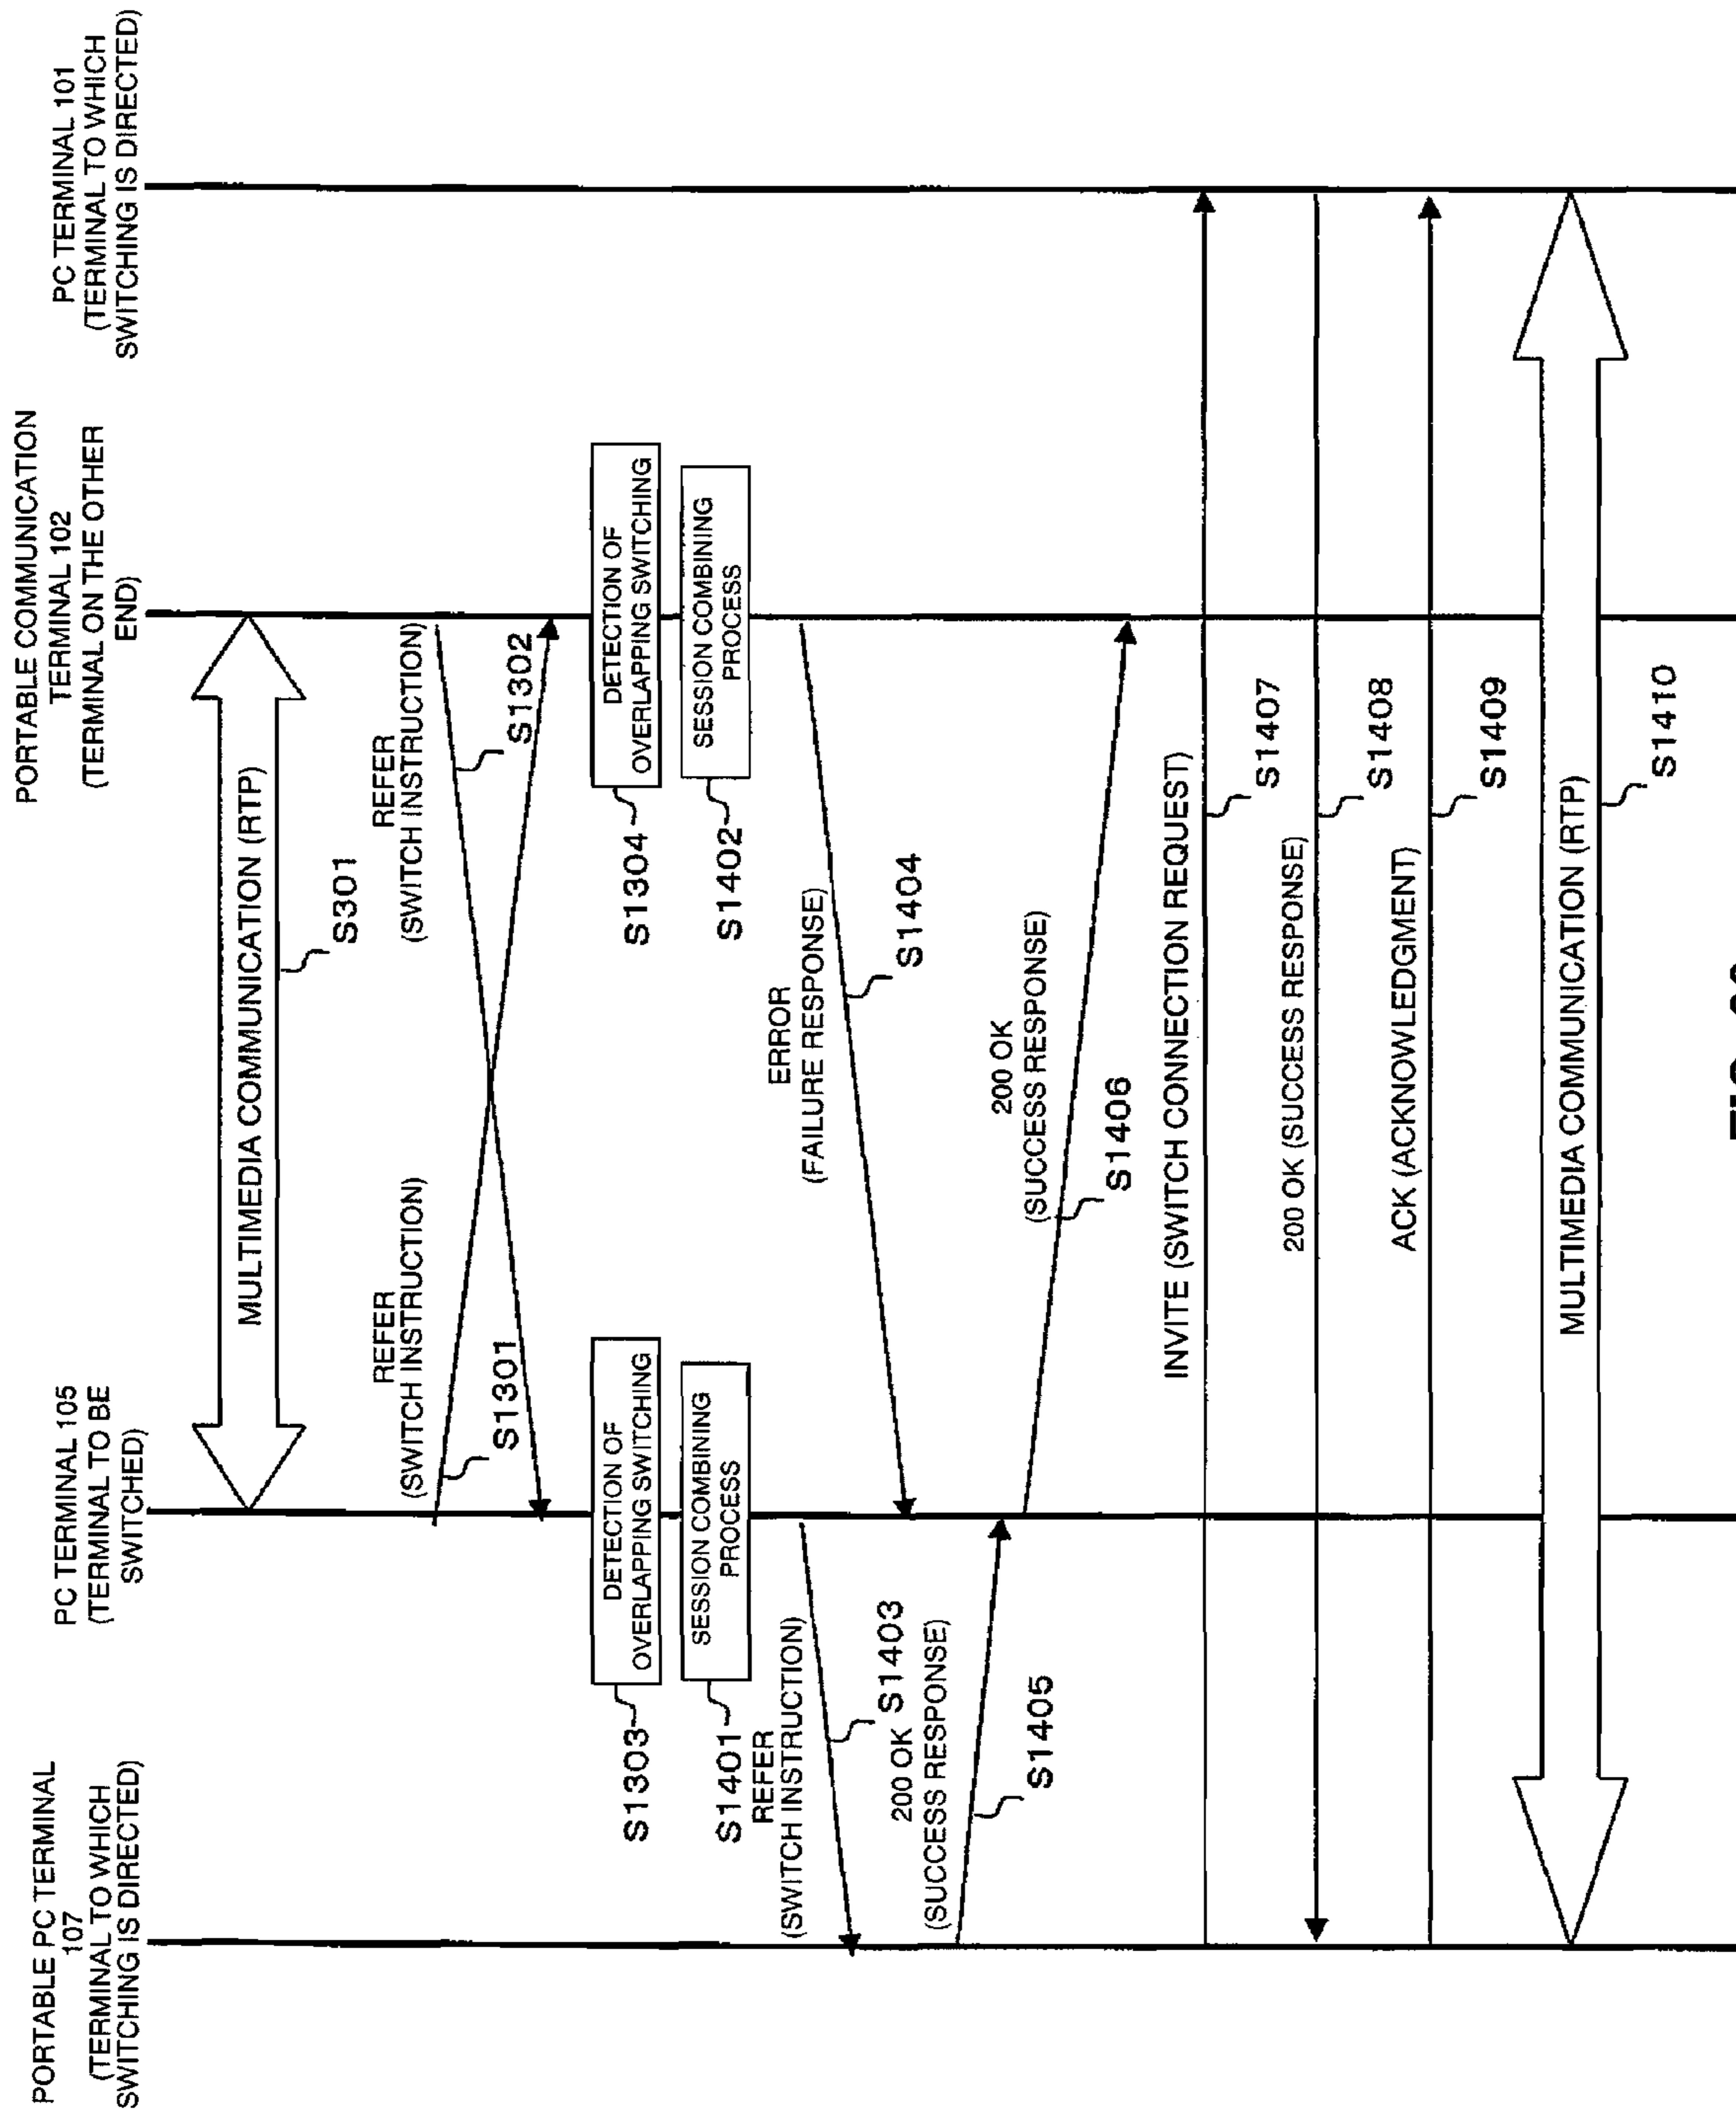 PORTABLE PC TERMINAL
107
(TERMINAL TO WHICH
SWITCHING IS DIRECTED)
PC TERMINAL 105
(TERMINAL TO BE
SWITCHED)
PORTABLE COMMUNICATION
TERMINAL 102
(TERMINAL ON THE OTHER
END)
PC TERMINAL 101
(TERMINAL TO WHICH
SWITCHING IS DIRECTED)
MULTIMEDIA COMMUNICATION (RTP)
S301
REFER
(SWITCH INSTRUCTION)
S1301
REFER
(SWITCH INSTRUCTION)
S1302
S1303
DETECTION OF
OVERLAPPING SWITCHING
S1304
DETECTION OF
OVERLAPPING SWITCHING
S1401
SESSION COMBINING
PROCESS
S1402
SESSION COMBINING
PROCESS
REFER
(SWITCH INSTRUCTION)
S1403
ERROR
(FAILURE RESPONSE)
S1404
200 OK
(SUCCESS RESPONSE)
S1405
200 OK
(SUCCESS RESPONSE)
S1406
INVITE (SWITCH CONNECTION REQUEST)
S1407
200 OK (SUCCESS RESPONSE)
S1408
ACK (ACKNOWLEDGMENT)
S1409
MULTIMEDIA COMMUNICATION (RTP)
S1410